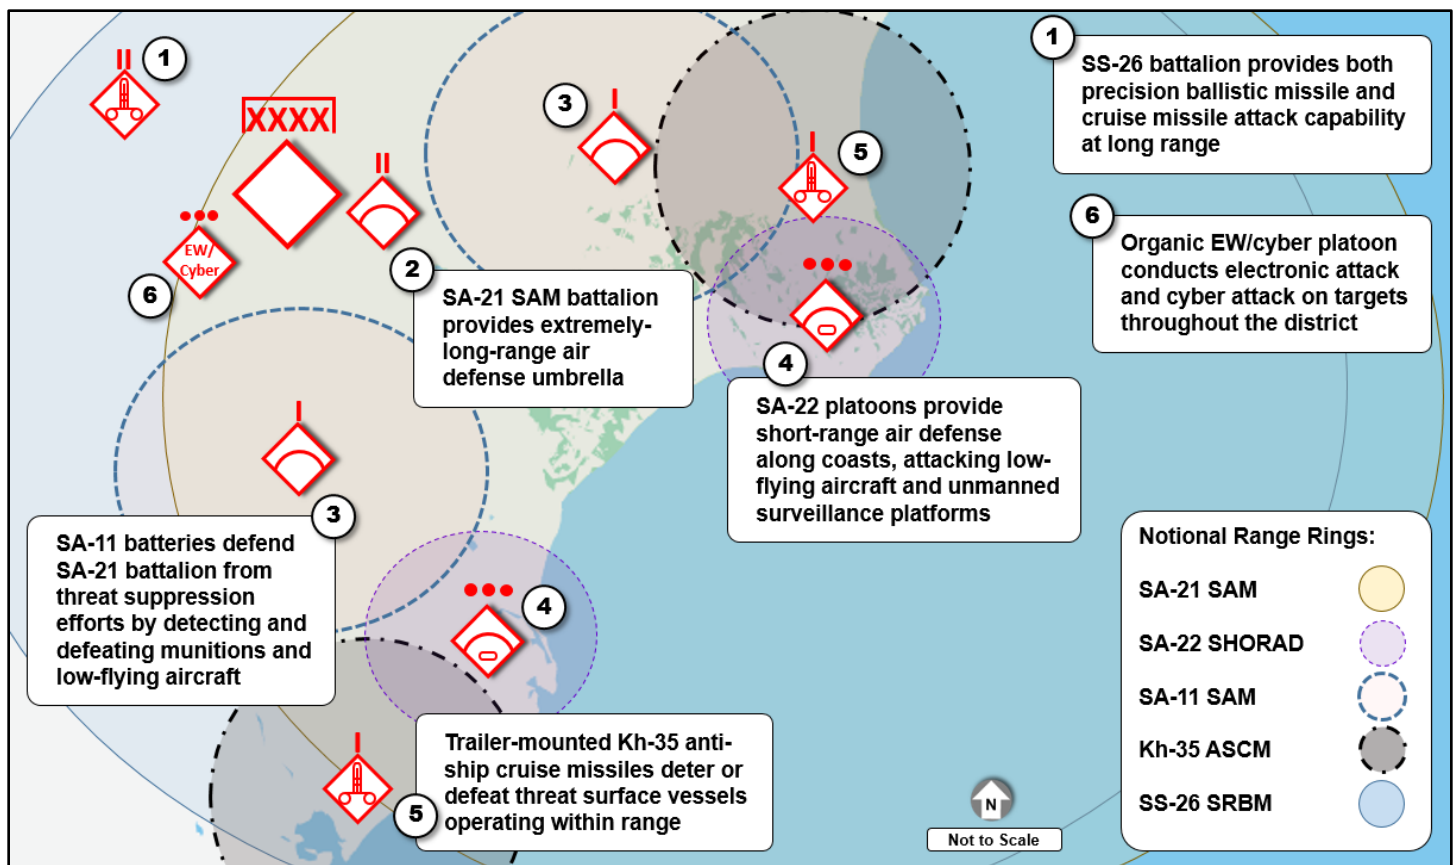 1
II
XXXX
II
3
I
I
5
1
SS-26 battalion provides both
precision ballistic missile and
cruise missile attack capability
at long range
EW/
Cyber
6
2
SA-21 SAM battalion
provides extremely-
long-range air
defense umbrella
6
Organic EW/cyber platoon
conducts electronic attack
and cyber attack on targets
throughout the district
4
SA-22 platoons provide
short-range air defense
along coasts, attacking low-
flying aircraft and unmanned
surveillance platforms
I
3
SA-11 batteries defend
SA-21 battalion from
threat suppression
efforts by detecting and
defeating munitions and
low-flying aircraft
4
I
5
Trailer-mounted Kh-35 anti-
ship cruise missiles deter or
defeat threat surface vessels
operating within range
N
Not to Scale
Notional Range Rings:
SA-21 SAM
SA-22 SHORAD
SA-11 SAM
Kh-35 ASCM
SS-26 SRBM